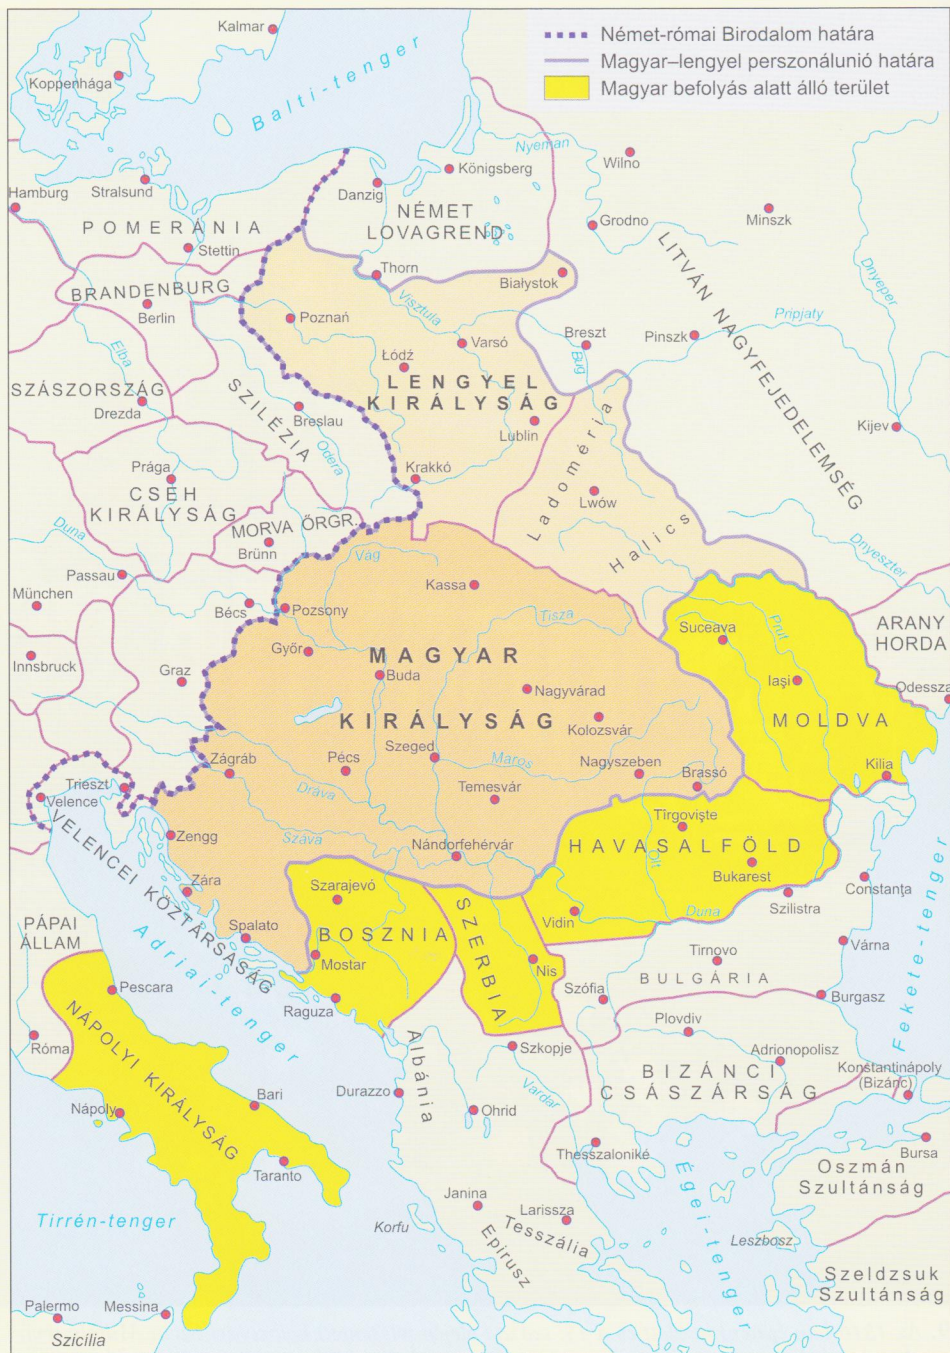 Német-római Birodalom határa
Magyar–lengyel perszonálunió határa
Magyar befolyás alatt álló terület
Kalmar
Koppenhága
Balti-tenger
Nyeman
Wilno
Königsberg
Stralsund
Danzig
Hamburg
NÉMET
LOVAGREND
Grodno
Minszk
POMERÁNIA
Stettin
LITVÁN NAGYFEJEDELEMSÉG
Dnyeper
Thorn
Białystok
BRANDENBURG
Berlin
Visztula
Poznań
Pripjaty
Varsó
Breszt
Pinszk
Bug
Elba
Łódź
LENGYEL
KIRÁLYSÁG
SZÁSZORSZÁG
Drezda
SZILÉZIA
Breslau
Lublin
Kijev
Odera
Ladoméria
Prága
Krakkó
CSEH
KIRÁLYSÁG
Lwów
Halics
MORVA ŐRGR.
Brünn
Duna
Vág
Dnyeszter
Passau
München
Bécs
Pozsony
Kassa
Tisza
Suceava
Prut
ARANY
HORDA
Innsbruck
Győr
MAGYAR
Graz
Buda
Nagyvárad
Iaşi
Odessza
KIRÁLYSÁG
Kolozsvár
MOLDVA
Szeged
Maros
Zágráb
Pécs
Nagyszeben
Brassó
Kilia
Trieszt
Velence
Dráva
Temesvár
Tîrgovişte
VELENCEI KÖZTÁRSASÁG
Zengg
Száva
Nándorfehérvár
HAVASALFÖLD
Olt
Bukarest
Zára
Szarajevó
Constanţa
Szilistra
Duna
Vidin
PÁPAI
ÁLLAM
Spalato
BOSZNIA
SZERBIA
Fekete-tenger
Adriai-tenger
Mostar
Nis
Tirnovo
Várna
BULGÁRIA
Pescara
Raguza
Szófia
Burgasz
NÁPOLYI KIRÁLYSÁG
Róma
Albánia
Szkopje
Plovdiv
Adrionopolisz
BIZÁNCI
CSÁSZÁRSÁG
Konstantinápoly
(Bizánc)
Bari
Durazzo
Vardar
Nápoly
Ohrid
Thesszaloniké
Bursa
Taranto
Oszmán
Szultánság
Janina
Tirrén-tenger
Korfu
Larissza
Epirusz
Tesszália
Égei-tenger
Leszbosz
Szeldzsuk
Szultánság
Palermo
Messina
Szicília